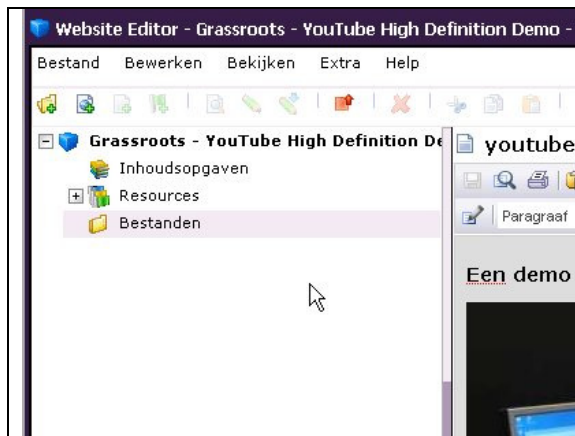 Website Editor - Grassroots - YouTube High Definition Demo -
Bestand Bewerken Bekijken Extra Help
Grassroots - YouTube High Definition De
youtube
Inhoudsopgaven
Resources
Paragraaf
Bestanden
Een demo